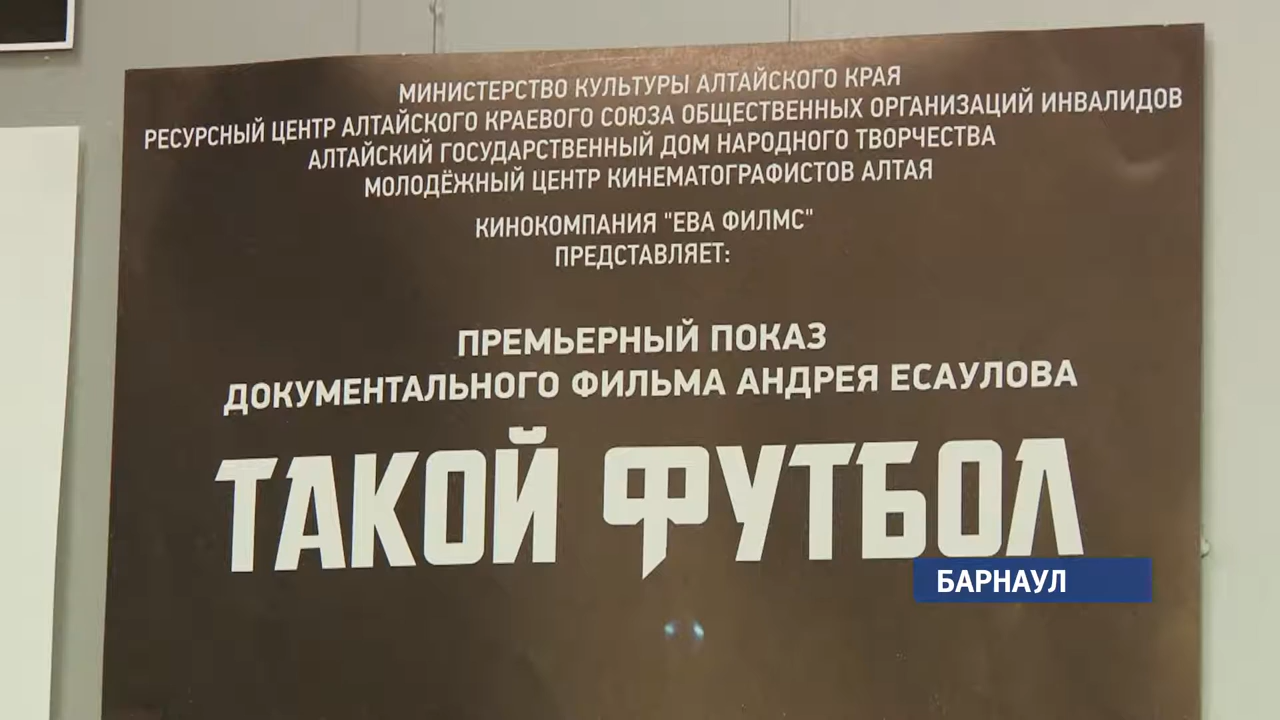 МИНИСТЕРСТВО КУЛЬТУРЫ АЛТАЙСКОГО КРАЯ
РЕСУРСНЫЙ ЦЕНТР АЛТАЙСКОГО КРАЕВОГО СОЮЗА ОБЩЕСТВЕННЫХ ОРГАНИЗАЦИЙ ИНВАЛИДОВ
АЛТАЙСКИЙ ГОСУДАРСТВЕННЫЙ ДОМ НАРОДНОГО ТВОРЧЕСТВА
МОЛОДЁЖНЫЙ ЦЕНТР КИНЕМАТОГРАФИСТОВ АЛТАЯ
КИНОКОМПАНИЯ "ЕВА ФИЛМС"
ПРЕДСТАВЛЯЕТ:
ПРЕМЬЕРНЫЙ ПОКАЗ
ДОКУМЕНТАЛЬНОГО ФИЛЬМА АНДРЕЯ ЕСАУЛОВА
ТАКОЙ ФУТБОЛ
БАРНАУЛ